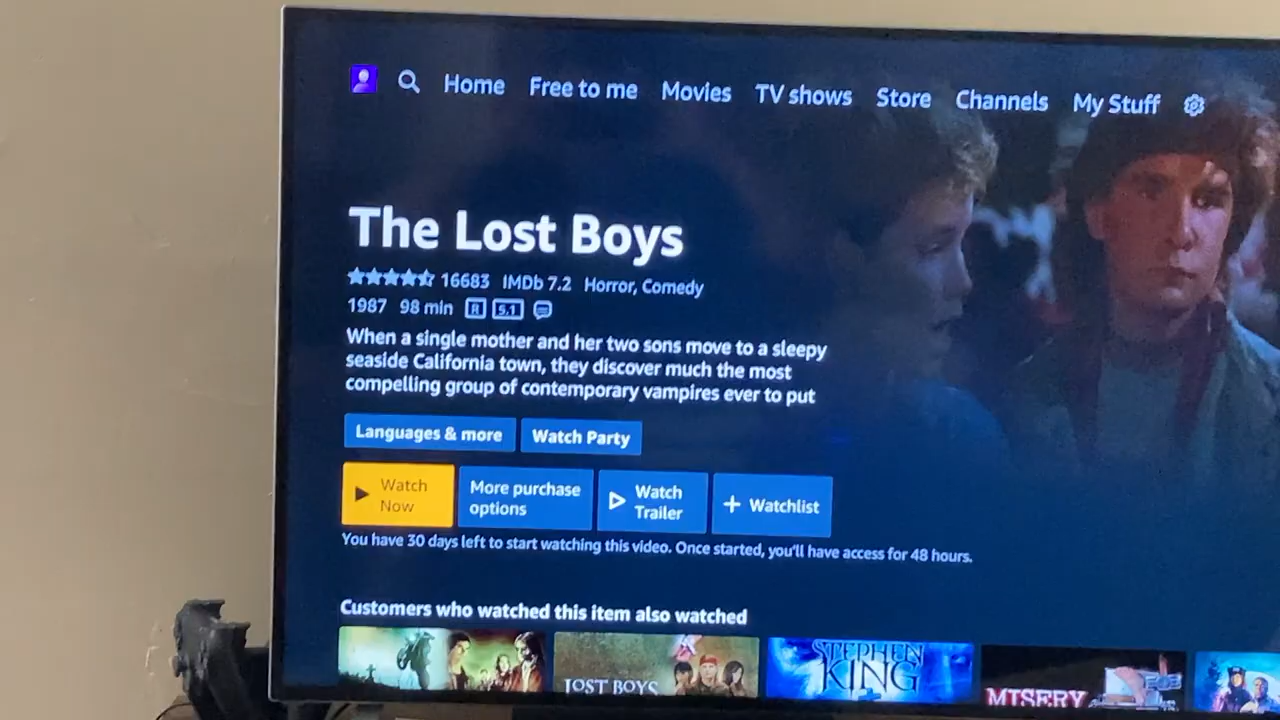 Home Free to me Movies TV shows Store Channels My Stuff
The Lost Boys
16683 IMDb 7.2 Horror, Comedy
1987 98 min R 5.1
When a single mother and her two sons move to a sleepy
seaside California town, they discover much the most
compelling group of contemporary vampires ever to put
Languages & more Watch Party
Watch Now
More purchase options
Watch Trailer
+ Watchlist
You have 30 days left to start watching this video. Once started, you'll have access for 48 hours.
Customers who watched this item also watched
LOST BOYS
STEPHEN
KING
MISERY